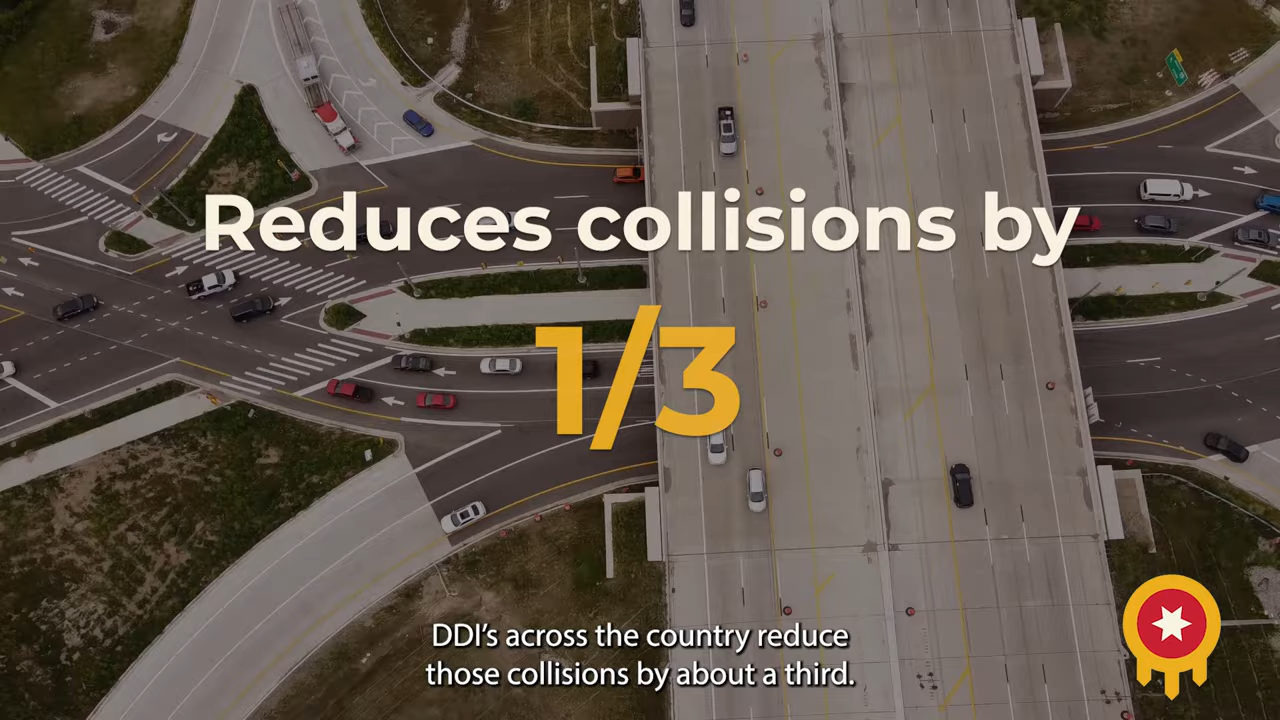 Reduces collisions by
1/3
DDI's across the country reduce
those collisions by about a third.